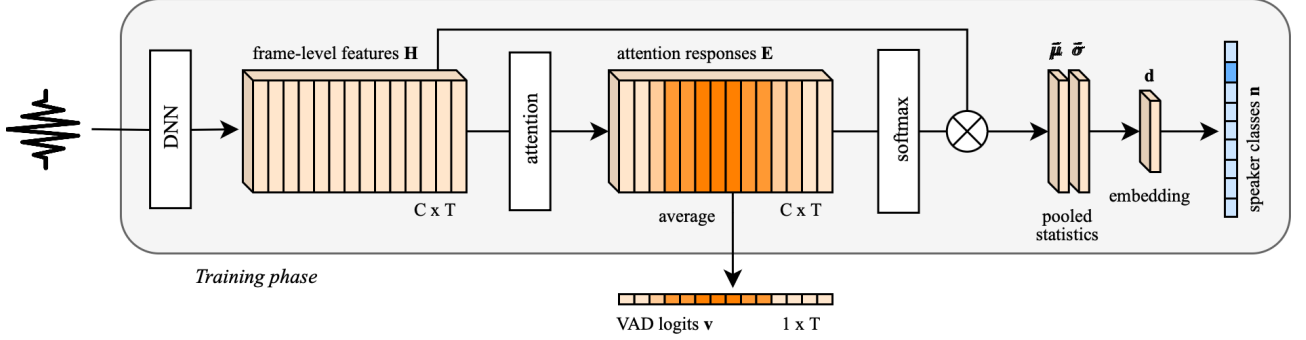 DNN
frame-level features H
C x T
attention
attention responses E
C x T
average
softmax
μ⃗ σ⃗
pooled
statistics
d
embedding
speaker classes n
Training phase
VAD logits v
1 x T